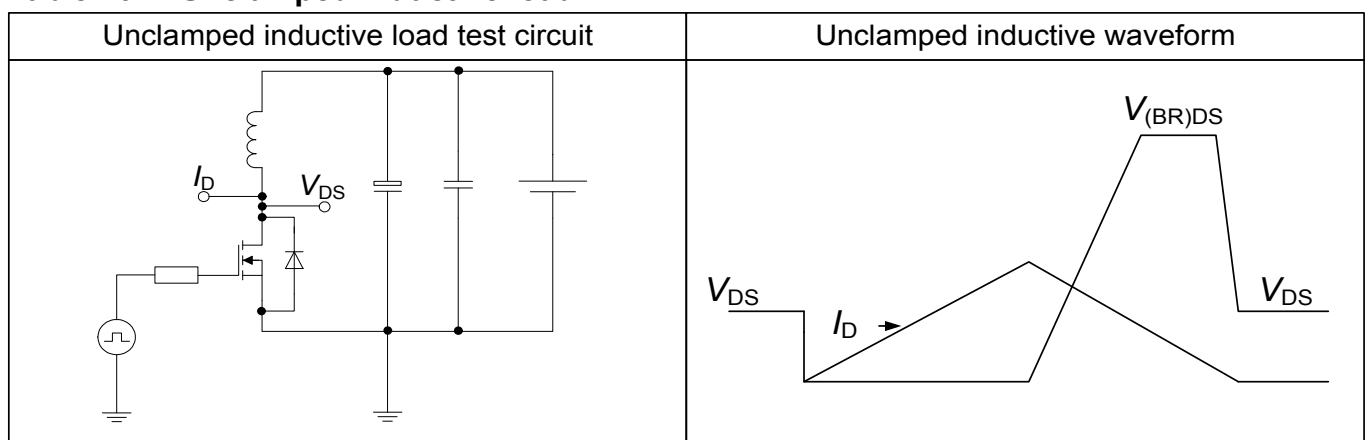 Unclamped inductive load test circuit
Unclamped inductive waveform
V(BR)DS
ID
VDS
VDS
ID
VDS